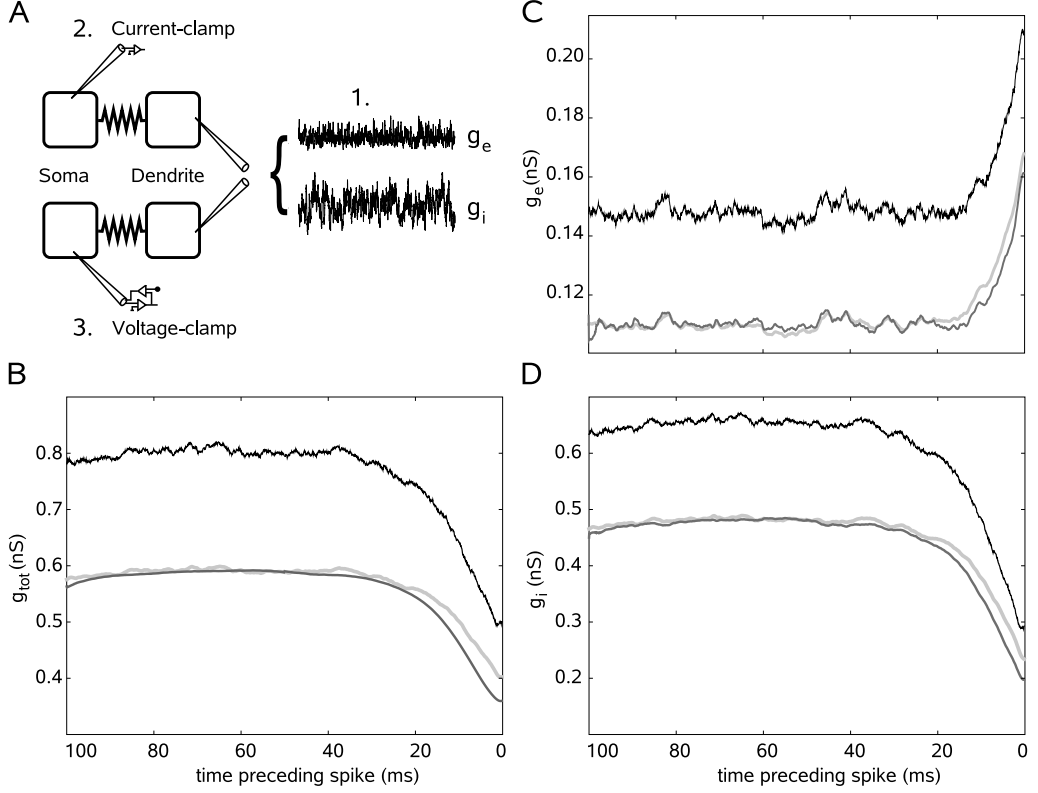 A
2. Current-clamp
1.
g_e
g_i
Soma Dendrite
3. Voltage-clamp
B
g_tot(nS)
0.8
0.7
0.6
0.5
0.4
100 80 60 40 20 0
time preceding spike (ms)
C
g_e(nS)
0.20
0.18
0.16
0.14
0.12
D
g_i (nS)
0.6
0.5
0.4
0.3
0.2
100 80 60 40 20 0
time preceding spike (ms)